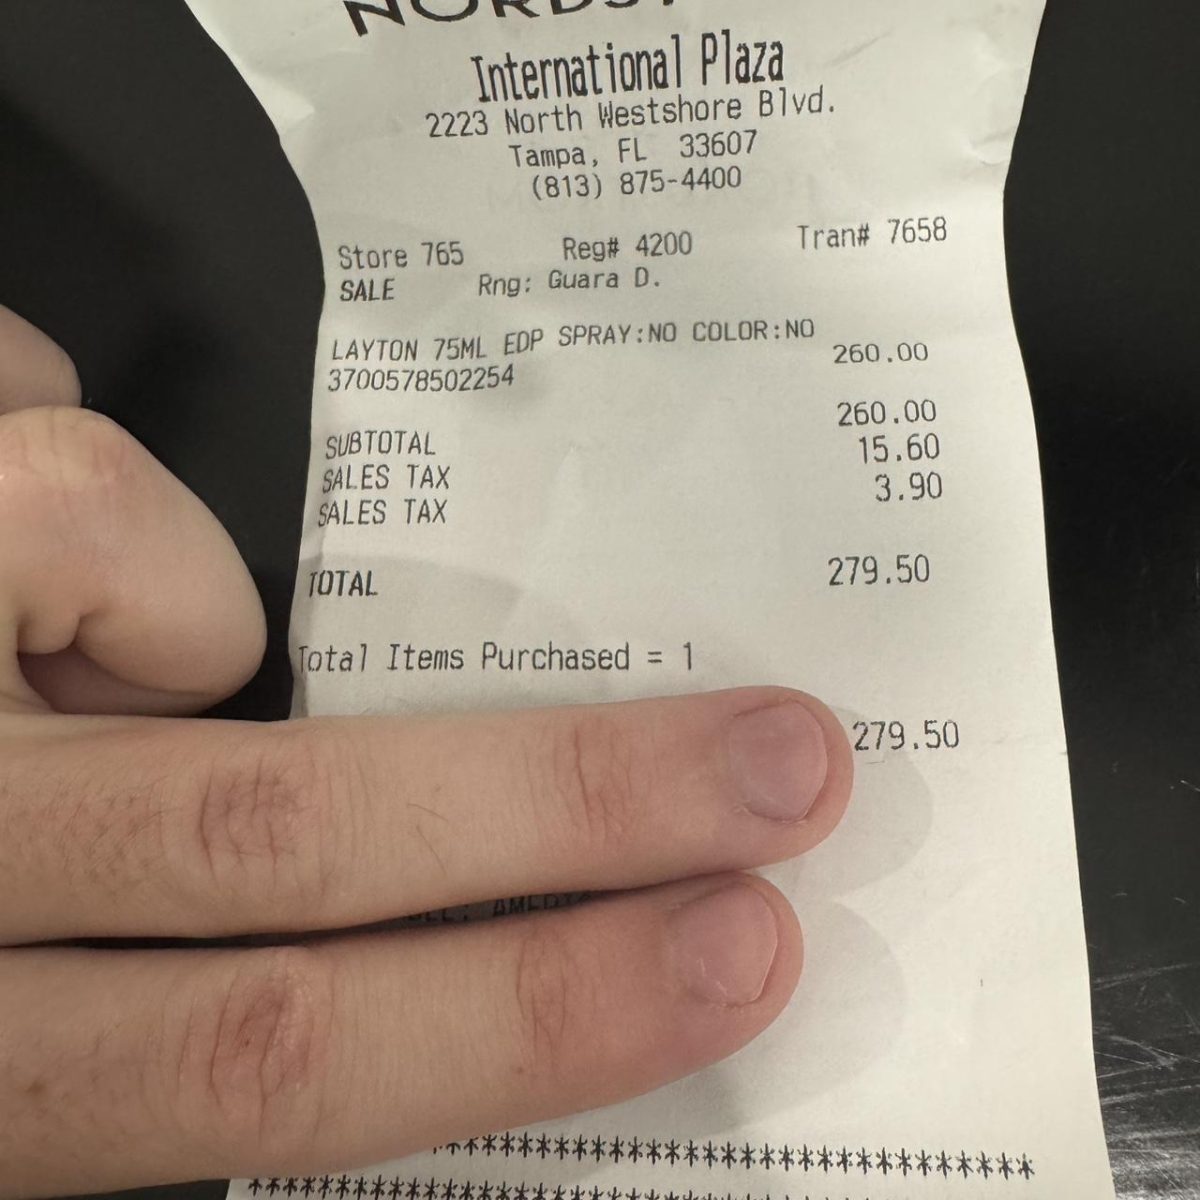 International Plaza
2223 North Westshore Blvd.
Tampa, FL 33607
(813) 875-4400
Store 765 Reg# 4200 Tran# 7658
SALE Rng: Guara D.
LAYTON 75ML EDP SPRAY:NO COLOR:NO
3700578502254 260.00
SUBTOTAL 260.00
SALES TAX 15.60
SALES TAX 3.90
TOTAL 279.50
Total Items Purchased = 1
279.50
************************************
************************************